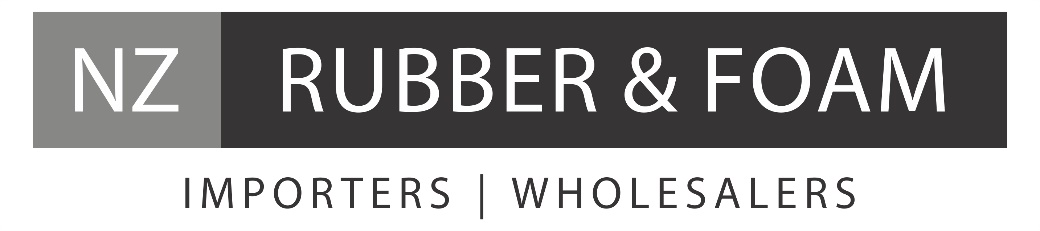 NZ RUBBER & FOAM
IMPORTERS | WHOLESALERS